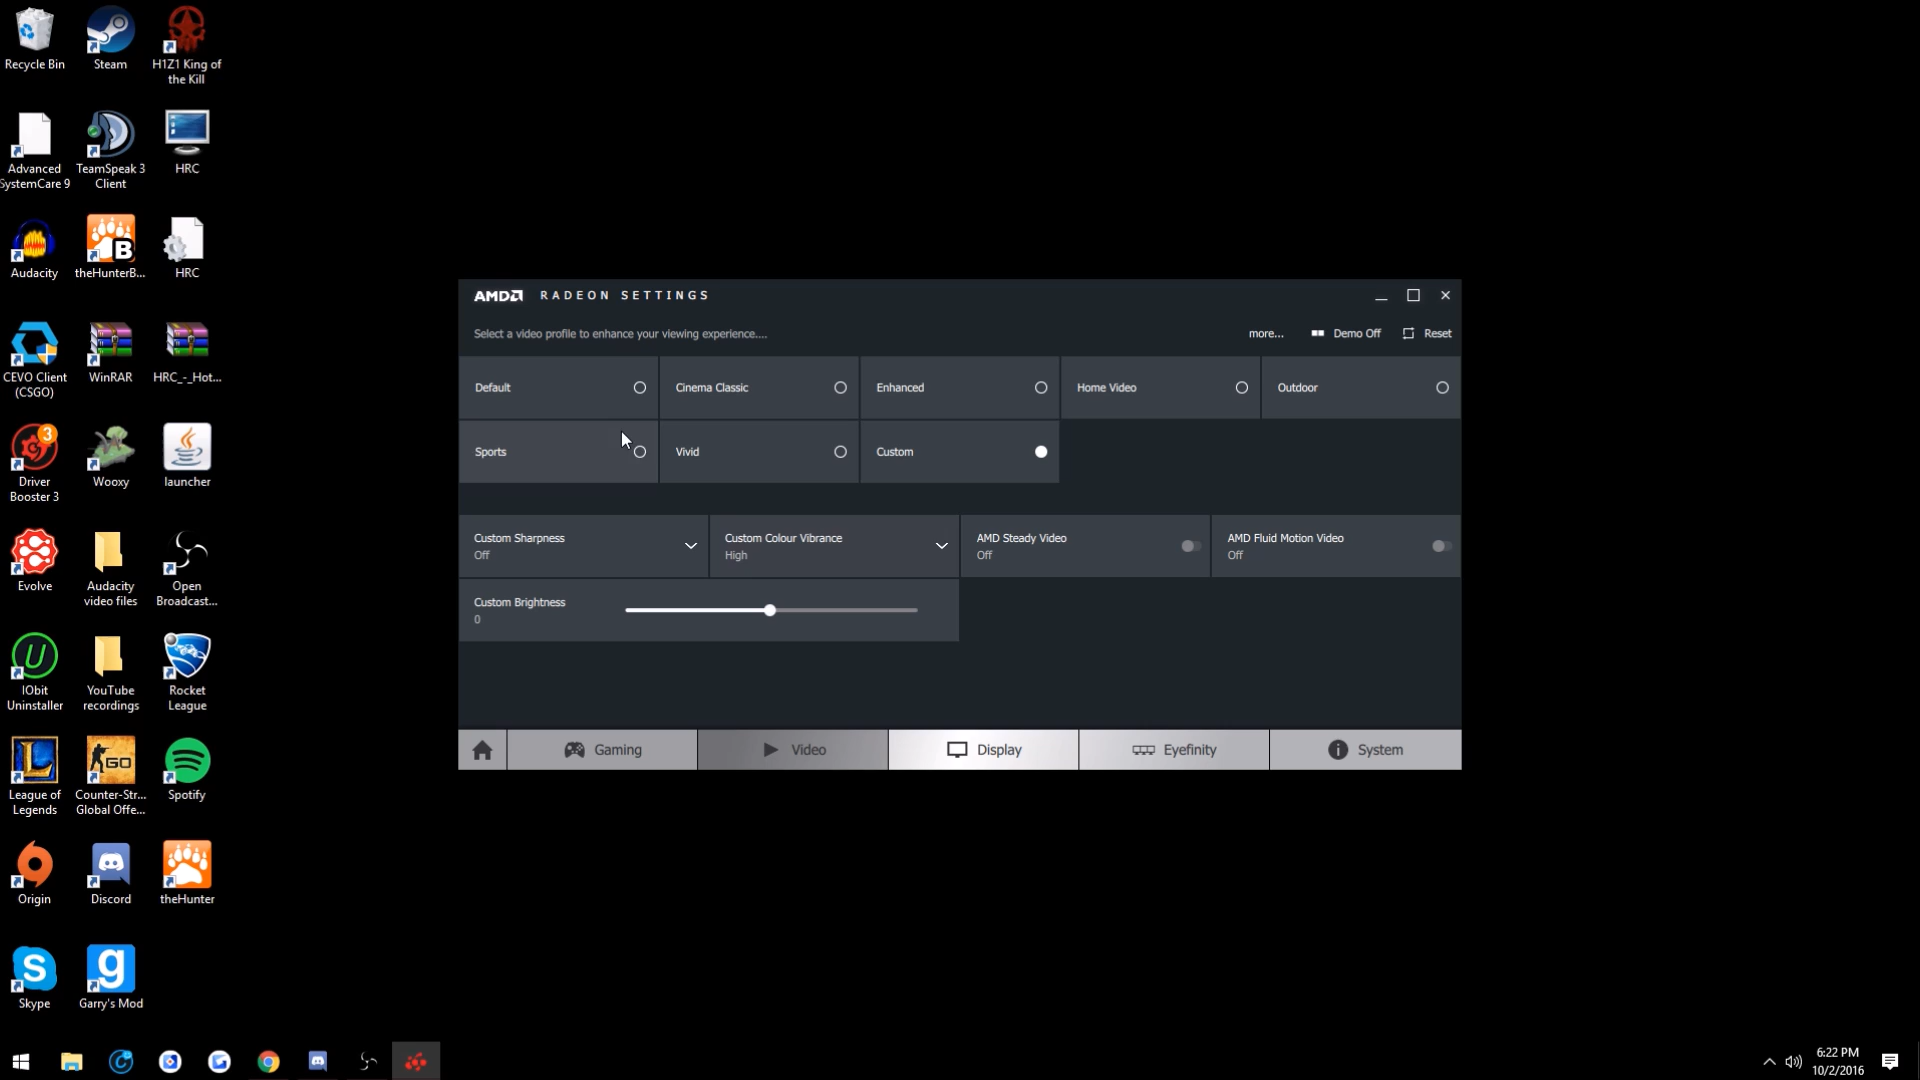 Recycle Bin
Steam
H1Z1 King of
the Kill
Advanced
SystemCare 9
TeamSpeak 3
Client
HRC
Audacity
theHunterB...
B
HRC
CEVO Client
(CSGO)
WinRAR
HRC_-_Hot...
3
Driver
Booster 3
Wooxy
launcher
Evolve
Audacity
video files
Open
Broadcast...
U
IObit
Uninstaller
YouTube
recordings
Rocket
League
L
League of
Legends
GO
Counter-Str...
Global Offe...
Spotify
Origin
Discord
theHunter
S
Skype
g
Garry's Mod
AMD RADEON SETTINGS
Select a video profile to enhance your viewing experience....
more...
Demo Off
Reset
Default
Cinema Classic
Enhanced
Home Video
Outdoor
Sports
Vivid
Custom
Custom Sharpness
Off
Custom Colour Vibrance
High
AMD Steady Video
Off
AMD Fluid Motion Video
Off
Custom Brightness
0
Gaming
Video
Display
Eyefinity
System
6:22 PM
10/2/2016